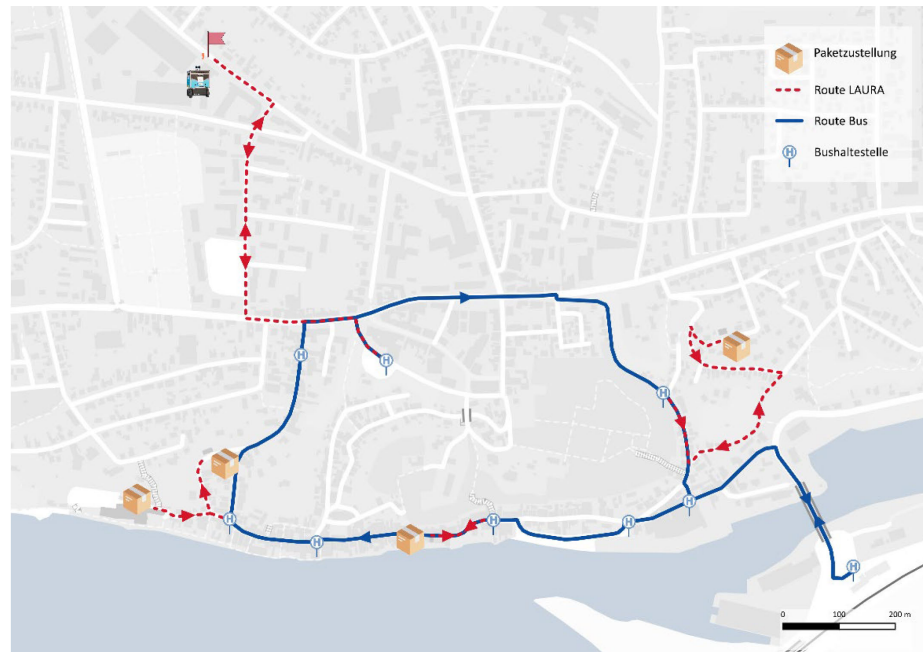 Paketzustellung
Route LAURA
Route Bus
Bushaltestelle
H
H
H
H
H
H
H
H
H
0 100 200 m